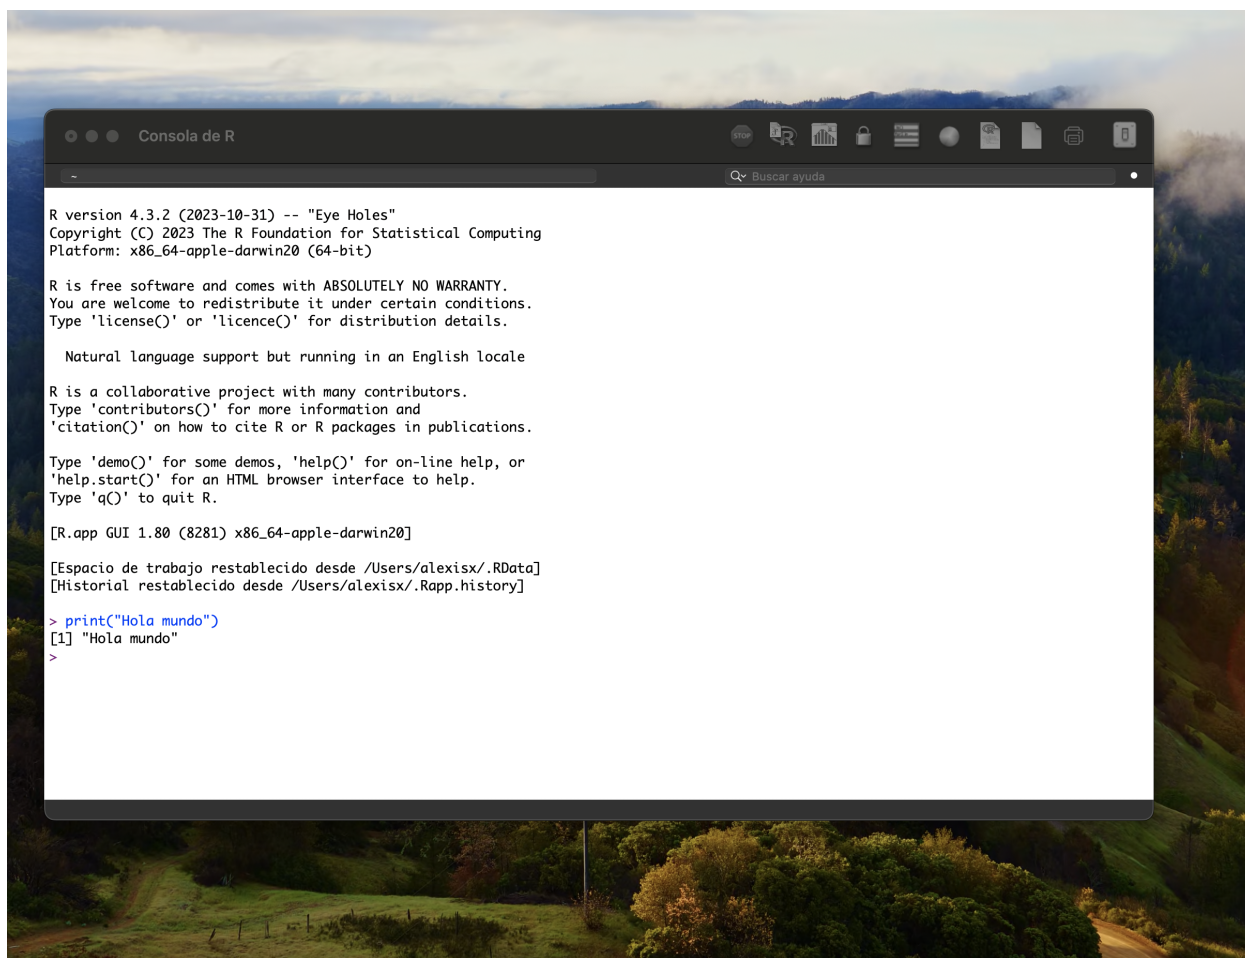 Consola de R
STOP
~
Buscar ayuda
R version 4.3.2 (2023-10-31) -- "Eye Holes"
Copyright (C) 2023 The R Foundation for Statistical Computing
Platform: x86_64-apple-darwin20 (64-bit)
R is free software and comes with ABSOLUTELY NO WARRANTY.
You are welcome to redistribute it under certain conditions.
Type 'license()' or 'licence()' for distribution details.
Natural language support but running in an English locale
R is a collaborative project with many contributors.
Type 'contributors()' for more information and
'citation()' on how to cite R or R packages in publications.
Type 'demo()' for some demos, 'help()' for on-line help, or
'help.start()' for an HTML browser interface to help.
Type 'q()' to quit R.
[R.app GUI 1.80 (8281) x86_64-apple-darwin20]
[Espacio de trabajo restablecido desde /Users/alexisx/.RData]
[Historial restablecido desde /Users/alexisx/.Rapp.history]
> print("Hola mundo")
[1] "Hola mundo"
>